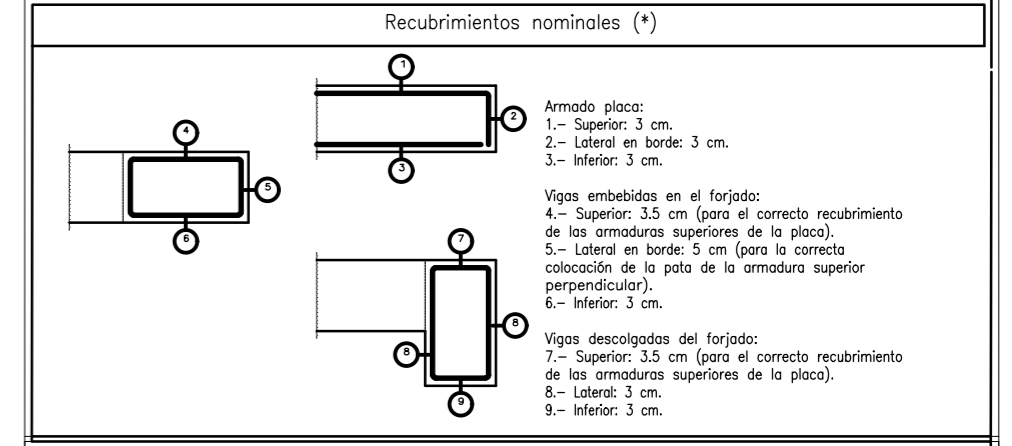 Recubrimientos nominales (*)
1
2
3
4
5
6
7
8
8
9
Armado placa:
1.– Superior: 3 cm.
2.– Lateral en borde: 3 cm.
3.– Inferior: 3 cm.
Vigas embebidas en el forjado:
4.– Superior: 3.5 cm (para el correcto recubrimiento
de las armaduras superiores de la placa).
5.– Lateral en borde: 5 cm (para la correcta
colocación de la pata de la armadura superior
perpendicular).
6.– Inferior: 3 cm.
Vigas descolgadas del forjado:
7.– Superior: 3.5 cm (para el correcto recubrimiento
de las armaduras superiores de la placa).
8.– Lateral: 3 cm.
9.– Inferior: 3 cm.